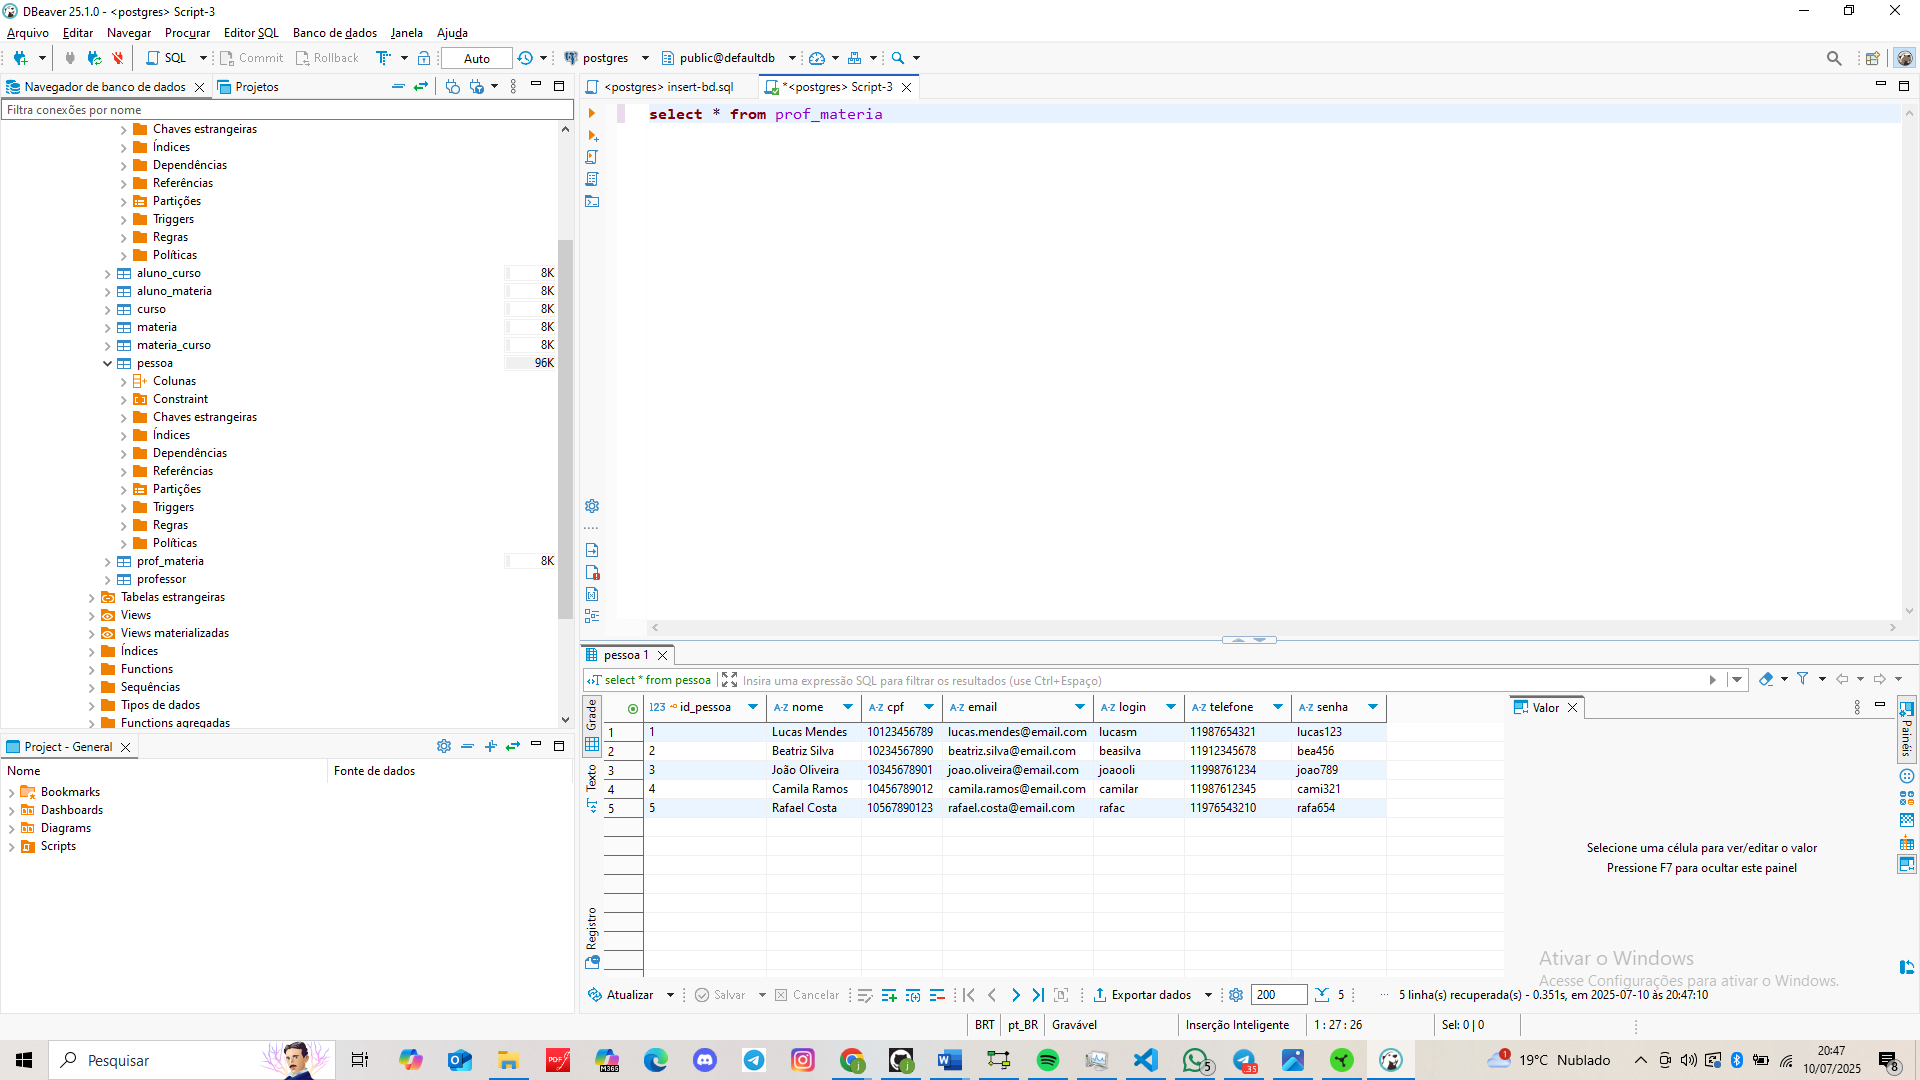 DBeaver 25.1.0 - <postgres> Script-3
Arquivo Editar Navegar Procurar Editor SQL Banco de dados Janela Ajuda
SQL Commit Rollback Auto postgres public@defaultdb
Navegador de banco de dados Projetos
<postgres> insert-bd.sql *<postgres> Script-3
Filtra conexões por nome
select * from prof_materia
Chaves estrangeiras
Índices
Dependências
Referências
Partições
Triggers
Regras
Políticas
aluno_curso 8K
aluno_materia 8K
curso 8K
materia 8K
materia_curso 8K
pessoa 96K
Colunas
Constraint
Chaves estrangeiras
Índices
Dependências
Referências
Partições
Triggers
Regras
Políticas
prof_materia 8K
professor
Tabelas estrangeiras
Views
Views materializadas
Índices
Functions
Sequências
Tipos de dados
Functions agregadas
Project - General
Nome Fonte de dados
Bookmarks
Dashboards
Diagrams
Scripts
pessoa 1
select * from pessoa Insira uma expressão SQL para filtrar os resultados (use Ctrl+Espaço)
Grade
Texto
Registro
123 id_pessoa A-Z nome A-Z cpf A-Z email A-Z login A-Z telefone A-Z senha
1 1 Lucas Mendes 10123456789 lucas.mendes@email.com lucasm 11987654321 lucas123
2 2 Beatriz Silva 10234567890 beatriz.silva@email.com beasilva 11912345678 bea456
3 3 João Oliveira 10345678901 joao.oliveira@email.com joaooli 11998761234 joao789
4 4 Camila Ramos 10456789012 camila.ramos@email.com camilar 11987612345 cami321
5 5 Rafael Costa 10567890123 rafael.costa@email.com rafac 11976543210 rafa654
Valor
Painéis
Selecione uma célula para ver/editar o valor
Pressione F7 para ocultar este painel
Ativar o Windows
Acesse Configurações para ativar o Windows.
Atualizar Salvar Cancelar Exportar dados 200 5 ... 5 linha(s) recuperada(s) - 0.351s, em 2025-07-10 às 20:47:10
BRT pt_BR Gravável Inserção Inteligente 1 : 27 : 26 Sel: 0 | 0
Pesquisar PDF M365 5 35 1 19°C Nublado 20:47
10/07/2025 8